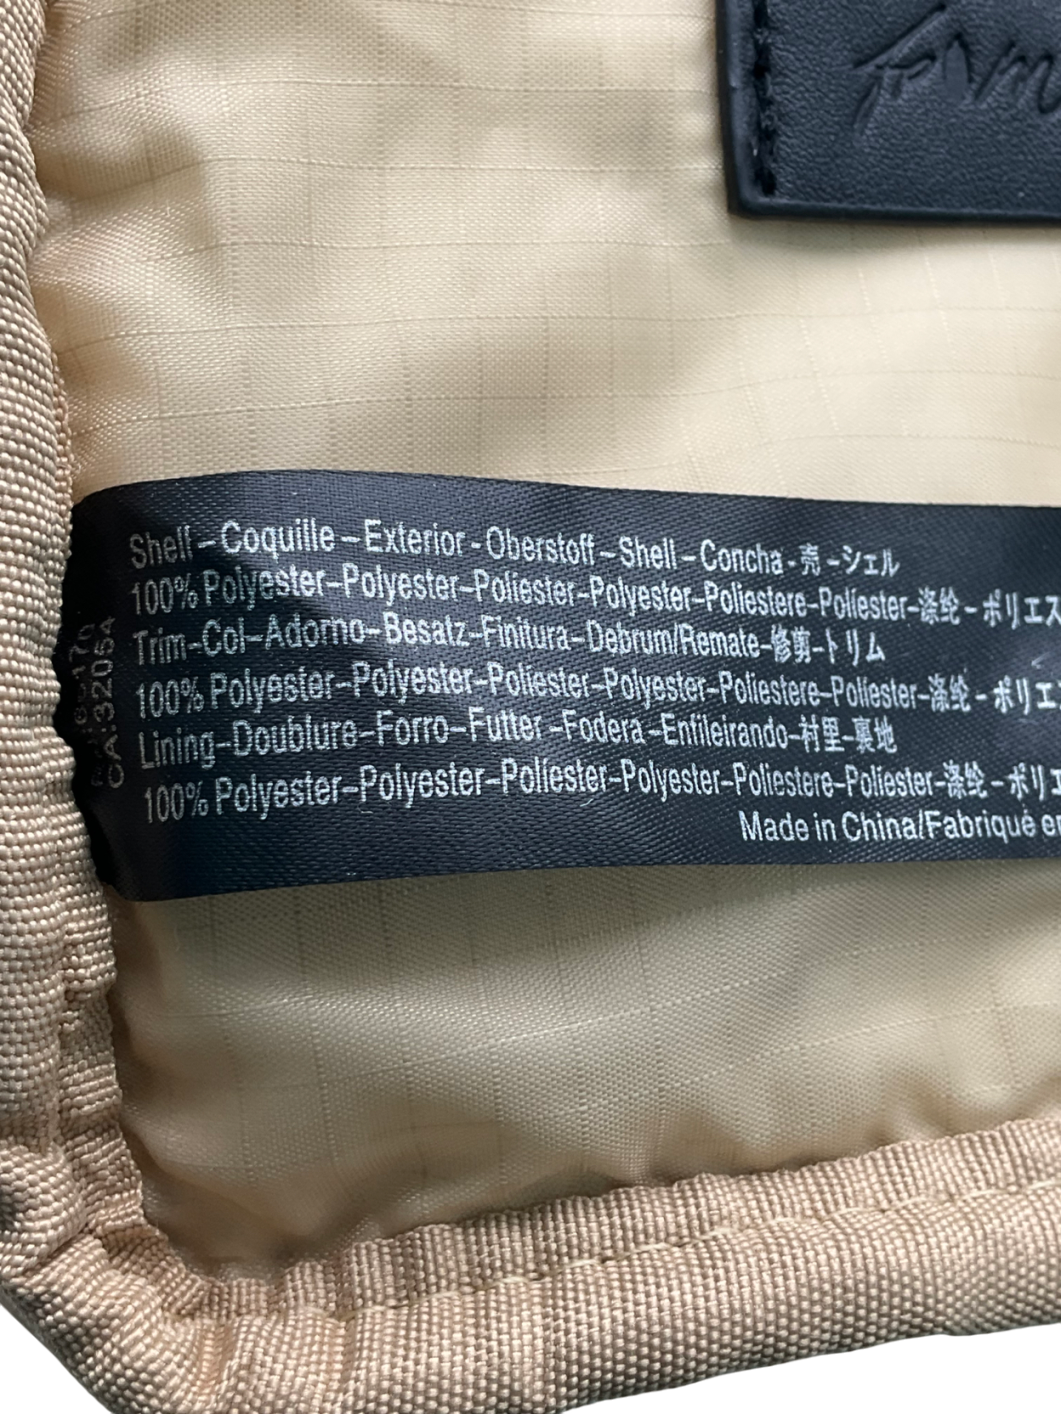 Shell-Coquille-Exterior-Oberstoff-Shell-Concha-壳-シェル
100% Polyester-Polyester-Poliester-Polyester-Poliestere-Poliester-涤纶-ポリエス
Trim-Col-Adorno-Besatz-Finitura-Debrum/Remate-修剪-トリム
100% Polyester-Polyester-Poliester-Polyester-Poliestere-Poliester-涤纶-ポリエ
Lining-Doublure-Forro-Futter-Fodera-Enfileirando-衬里-裏地
100% Polyester-Polyester-Poliester-Polyester-Poliestere-Poliester-涤纶-ポリエ
Made in China/Fabriqué en
CA:3205A